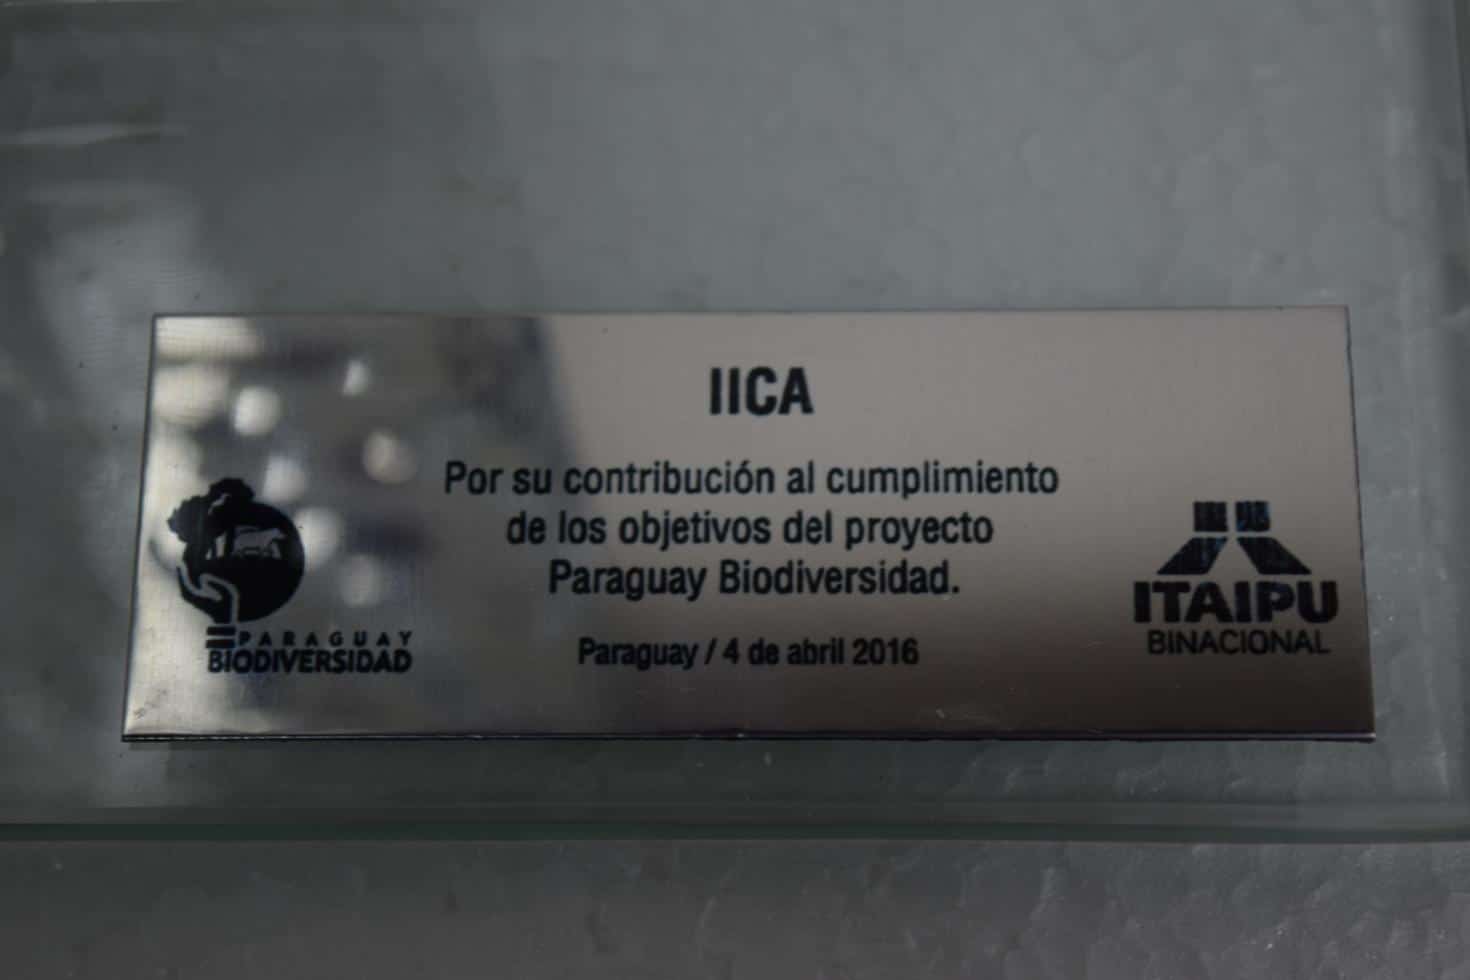 IICA
Por su contribución al cumplimiento
de los objetivos del proyecto
Paraguay Biodiversidad.
Paraguay / 4 de abril 2016
PARAGUAY
BIODIVERSIDAD
ITAIPU
BINACIONAL